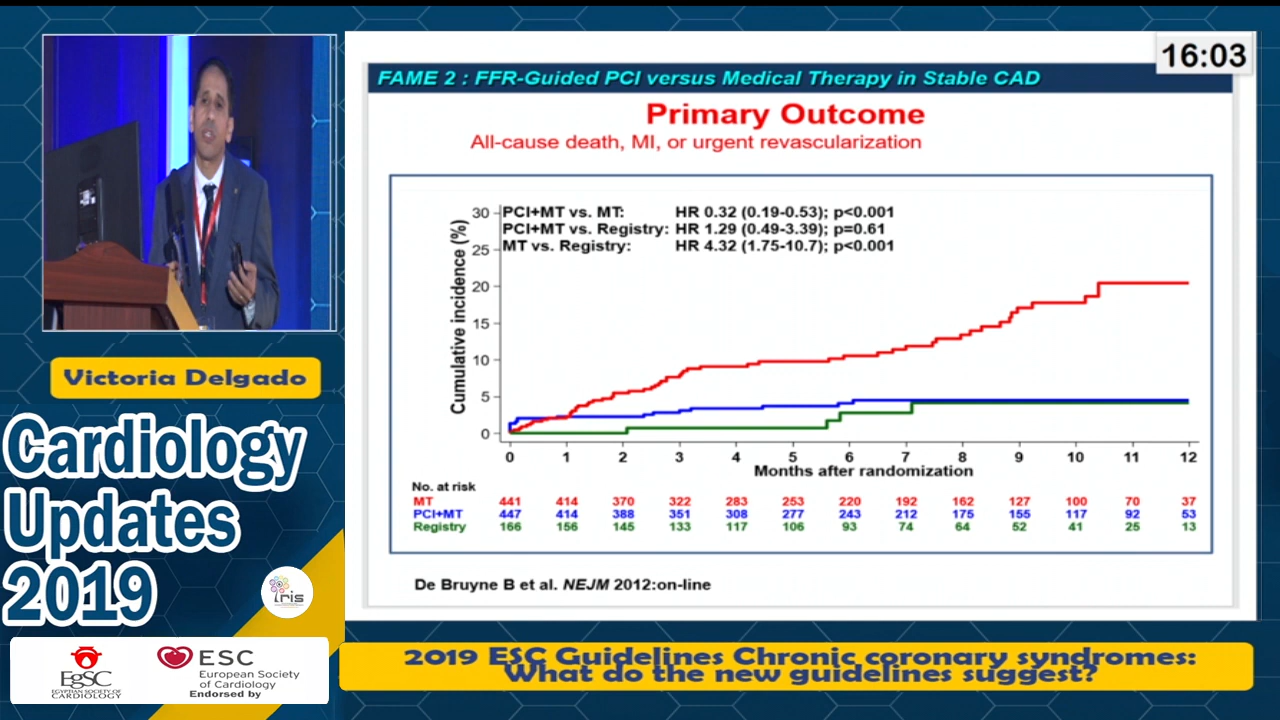 16:03
FAME 2 : FFR-Guided PCI versus Medical Therapy in Stable CAD
Primary Outcome
All-cause death, MI, or urgent revascularization
PCI+MT vs. MT: HR 0.32 (0.19-0.53); p<0.001
PCI+MT vs. Registry: HR 1.29 (0.49-3.39); p=0.61
MT vs. Registry: HR 4.32 (1.75-10.7); p<0.001
Cumulative incidence (%)
30
25
20
15
10
5
0
0 1 2 3 4 5 6 7 8 9 10 11 12
Months after randomization
No. at risk
MT 441 414 370 322 283 253 220 192 162 127 100 70 37
PCI+MT 447 414 388 351 308 277 243 212 175 155 117 92 53
Registry 166 156 145 133 117 106 93 74 64 52 41 25 13
De Bruyne B et al. NEJM 2012:on-line
Victoria Delgado
Cardiology
Updates
2019
iris
EgSC
EGYPTIAN SOCIETY OF
CARDIOLOGY
ESC
European Society
of Cardiology
Endorsed by
2019 ESC Guidelines Chronic coronary syndromes:
What do the new guidelines suggest?